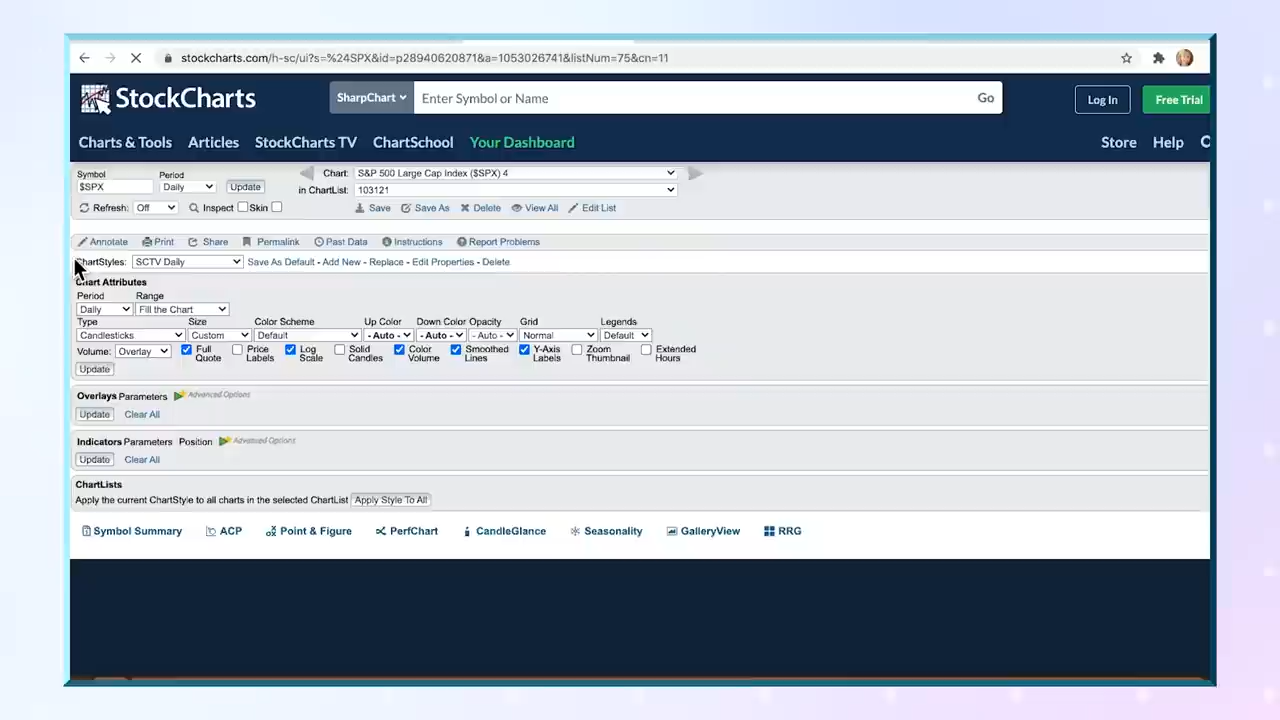 stockcharts.com/h-sc/ui?s=%24SPX&id=p28940620871&a=1053026741&listNum=75&cn=11
StockCharts SharpChart Enter Symbol or Name Go Log In Free Trial
Charts & Tools Articles StockCharts TV ChartSchool Your Dashboard Store Help
Symbol Period Chart: S&P 500 Large Cap Index ($SPX) 4
$SPX Daily Update in ChartList: 103121
Refresh: Off Inspect Skin Save Save As Delete View All Edit List
Annotate Print Share Permalink Past Data Instructions Report Problems
ChartStyles: SCTV Daily Save As Default - Add New - Replace - Edit Properties - Delete
Chart Attributes
Period Range
Daily Fill the Chart
Type Size Color Scheme Up Color Down Color Opacity Grid Legends
Candlesticks Custom Default - Auto - - Auto - - Auto - Normal Default
Volume: Overlay Full Quote Price Labels Log Scale Solid Candles Color Volume Smoothed Lines Y-Axis Labels Zoom Thumbnail Extended Hours
Update
Overlays Parameters Advanced Options
Update Clear All
Indicators Parameters Position Advanced Options
Update Clear All
ChartLists
Apply the current ChartStyle to all charts in the selected ChartList Apply Style To All
Symbol Summary ACP Point & Figure PerfChart CandleGlance Seasonality GalleryView RRG